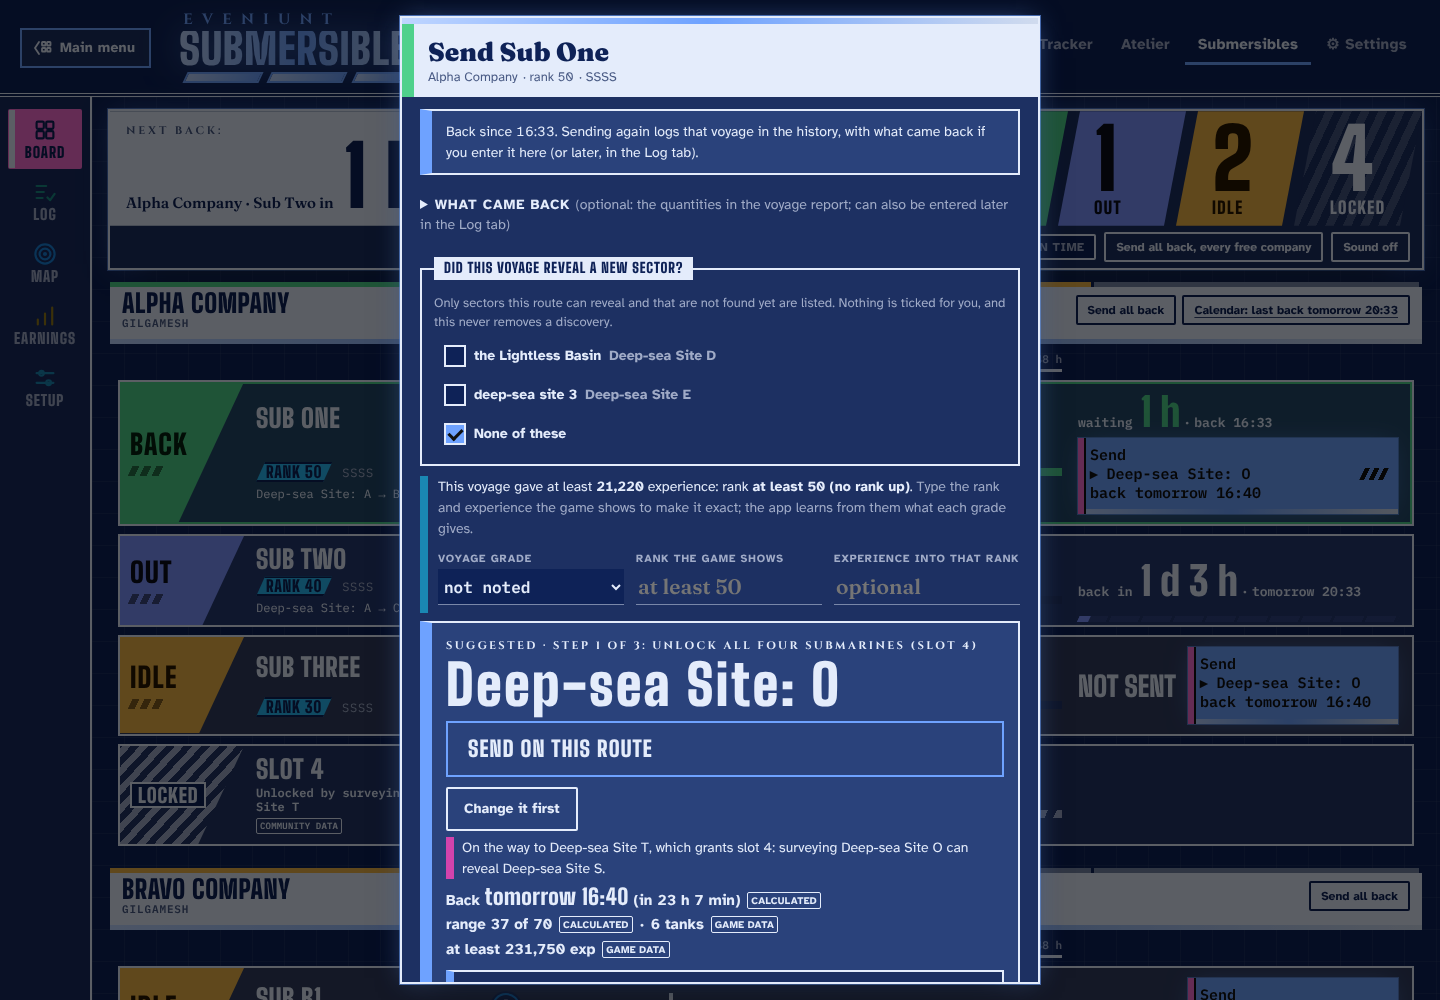 EVENIUNT
SUBMERSIBLE
Main menu
Tracker
Atelier
Submersibles
Settings
BOARD
LOG
MAP
EARNINGS
SETUP
NEXT BACK:
Alpha Company · Sub Two in
1
1
OUT
2
IDLE
4
LOCKED
N TIME
Send all back, every free company
Sound off
ALPHA COMPANY
GILGAMESH
Send all back
Calendar: last back tomorrow 20:33
8 h
BACK
SUB ONE
RANK 50
SSSS
Deep-sea Site: A → B
waiting 1 h · back 16:33
Send
▶ Deep-sea Site: O
back tomorrow 16:40
OUT
SUB TWO
RANK 40
SSSS
Deep-sea Site: A → O
back in 1 d 3 h · tomorrow 20:33
IDLE
SUB THREE
RANK 30
SSSS
NOT SENT
Send
▶ Deep-sea Site: O
back tomorrow 16:40
LOCKED
SLOT 4
Unlocked by surveyin
Site T
COMMUNITY DATA
BRAVO COMPANY
GILGAMESH
Send all back
8 h
IDLE
SUB B1
Send
Send Sub One
Alpha Company · rank 50 · SSSS
Back since 16:33. Sending again logs that voyage in the history, with what came back if
you enter it here (or later, in the Log tab).
▶ WHAT CAME BACK (optional: the quantities in the voyage report; can also be entered later
in the Log tab)
DID THIS VOYAGE REVEAL A NEW SECTOR?
Only sectors this route can reveal and that are not found yet are listed. Nothing is ticked for you, and
this never removes a discovery.
the Lightless Basin Deep-sea Site D
deep-sea site 3 Deep-sea Site E
None of these
This voyage gave at least 21,220 experience: rank at least 50 (no rank up). Type the rank
and experience the game shows to make it exact; the app learns from them what each grade
gives.
VOYAGE GRADE
RANK THE GAME SHOWS
EXPERIENCE INTO THAT RANK
not noted
at least 50
optional
SUGGESTED · STEP 1 OF 3: UNLOCK ALL FOUR SUBMARINES (SLOT 4)
Deep-sea Site: O
SEND ON THIS ROUTE
Change it first
On the way to Deep-sea Site T, which grants slot 4: surveying Deep-sea Site O can
reveal Deep-sea Site S.
Back tomorrow 16:40 (in 23 h 7 min) CALCULATED
range 37 of 70 CALCULATED · 6 tanks GAME DATA
at least 231,750 exp GAME DATA